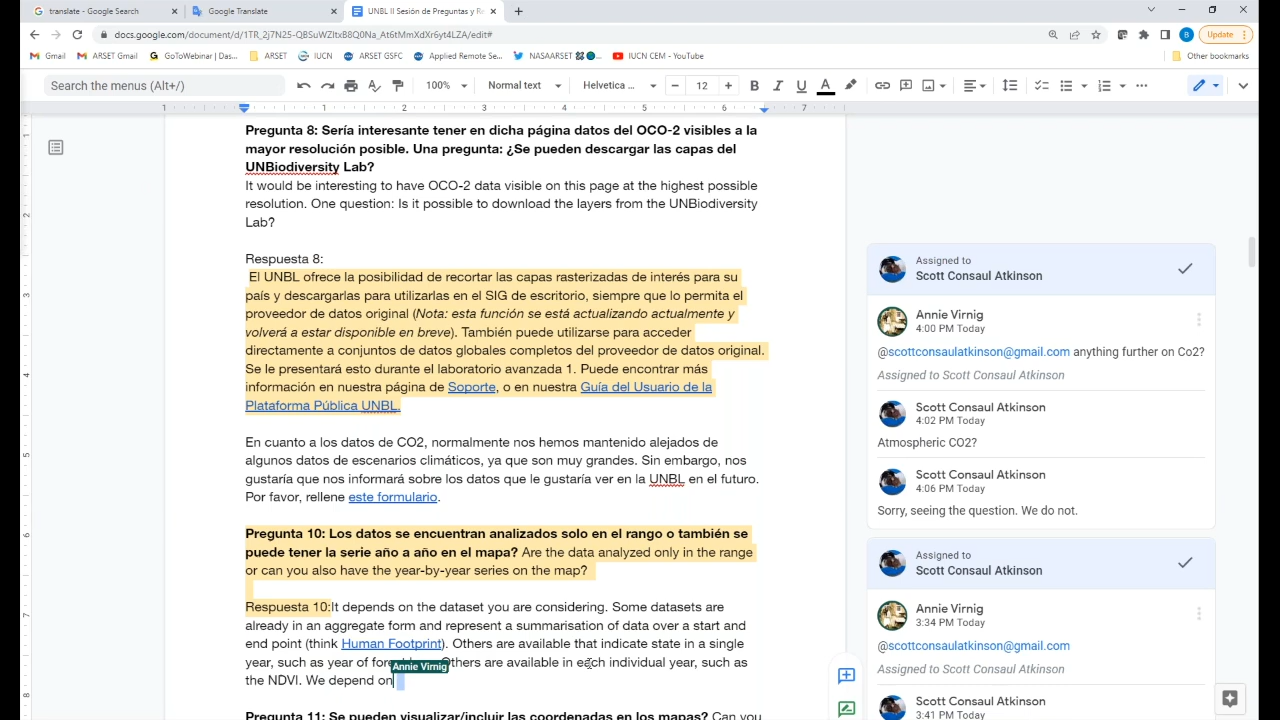 translate - Google Search
Google Translate
UNBL II Sesión de Preguntas y Re
docs.google.com/document/d/1TR_2j7N25-QBSuWZltxB8Q0Na_At6tMmXdXr6yt4LZA/edit#
Update
Gmail
ARSET Gmail
GoToWebinar | Das...
ARSET
IUCN
ARSET GSFC
Applied Remote Se...
NASAARSET
IUCN CEM - YouTube
Other bookmarks
Search the menus (Alt+/)
100%
Normal text
Helvetica ...
12
B I U A
1 1 2 3 4 5 6 7
Pregunta 8: Sería interesante tener en dicha página datos del OCO-2 visibles a la
mayor resolución posible. Una pregunta: ¿Se pueden descargar las capas del
UNBiodiversity Lab?
It would be interesting to have OCO-2 data visible on this page at the highest possible
resolution. One question: Is it possible to download the layers from the UNBiodiversity
Lab?
Respuesta 8:
El UNBL ofrece la posibilidad de recortar las capas rasterizadas de interés para su
país y descargarlas para utilizarlas en el SIG de escritorio, siempre que lo permita el
proveedor de datos original (Nota: esta función se está actualizando actualmente y
volverá a estar disponible en breve). También puede utilizarse para acceder
directamente a conjuntos de datos globales completos del proveedor de datos original.
Se le presentará esto durante el laboratorio avanzada 1. Puede encontrar más
información en nuestra página de Soporte, o en nuestra Guía del Usuario de la
Plataforma Pública UNBL.
En cuanto a los datos de CO2, normalmente nos hemos mantenido alejados de
algunos datos de escenarios climáticos, ya que son muy grandes. Sin embargo, nos
gustaría que nos informará sobre los datos que le gustaría ver en la UNBL en el futuro.
Por favor, rellene este formulario.
Pregunta 10: Los datos se encuentran analizados solo en el rango o también se
puede tener la serie año a año en el mapa? Are the data analyzed only in the range
or can you also have the year-by-year series on the map?
Respuesta 10:It depends on the dataset you are considering. Some datasets are
already in an aggregate form and represent a summarisation of data over a start and
end point (think Human Footprint). Others are available that indicate state in a single
year, such as year of Others are available in each individual year, such as
Annie Virnig
the NDVI. We depend on
Pregunta 11: Se pueden visualizar/incluir las coordenadas en los mapas? Can you
Assigned to
Scott Consaul Atkinson
Annie Virnig
4:00 PM Today
@scottconsaulatkinson@gmail.com anything further on Co2?
Assigned to Scott Consaul Atkinson
Scott Consaul Atkinson
4:02 PM Today
Atmospheric CO2?
Scott Consaul Atkinson
4:06 PM Today
Sorry, seeing the question. We do not.
Assigned to
Scott Consaul Atkinson
Annie Virnig
3:34 PM Today
@scottconsaulatkinson@gmail.com
Assigned to Scott Consaul Atkinson
Scott Consaul Atkinson
3:41 PM Today